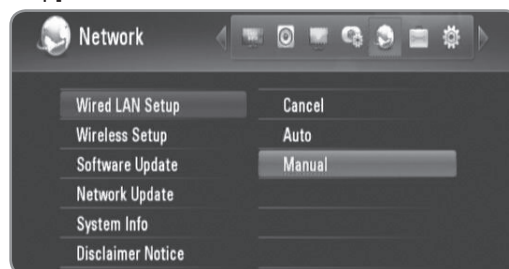 Network
Wired LAN Setup
Cancel
Wireless Setup
Auto
Software Update
Manual
Network Update
System Info
Disclaimer Notice